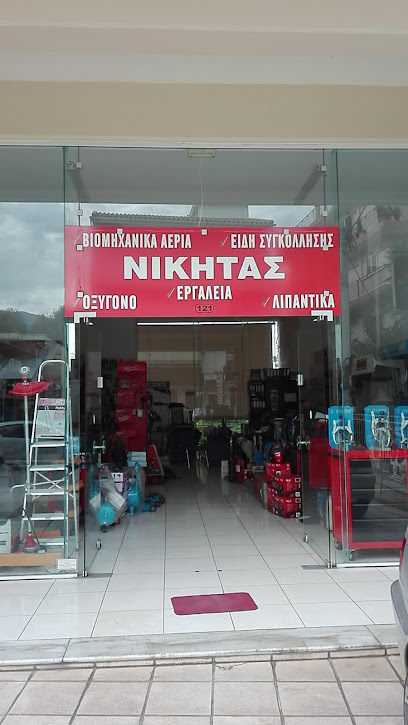 ✓ΒΙΟΜΗΧΑΝΙΚΑ ΑΕΡΙΑ ✓ΕΙΔΗ ΣΥΓΚΟΛΛΗΣΗΣ
ΝΙΚΗΤΑΣ
✓ΟΞΥΓΟΝΟ ✓ΕΡΓΑΛΕΙΑ ✓ΛΙΠΑΝΤΙΚΑ
121